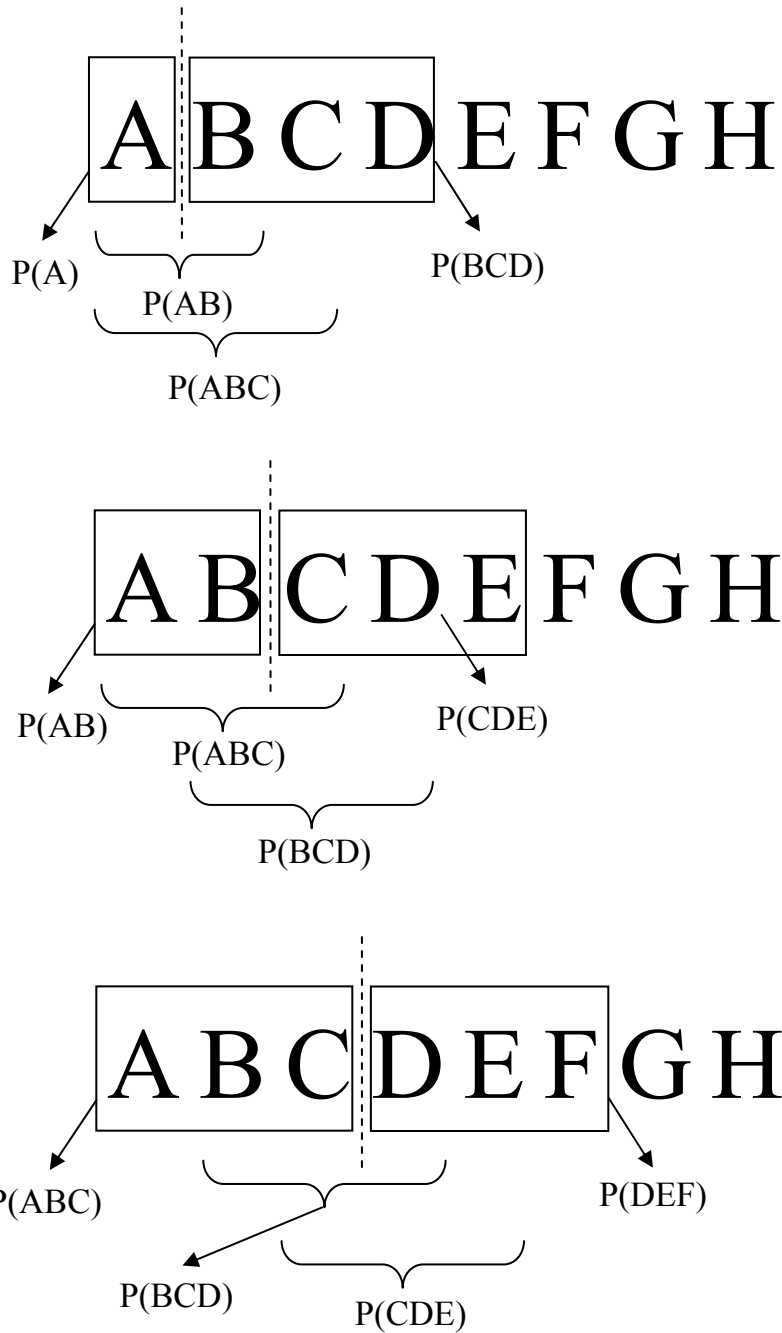 A B C D E F G H
P(A)
P(BCD)
P(AB)
P(ABC)
A B C D E F G H
P(AB)
P(CDE)
P(ABC)
P(BCD)
A B C D E F G H
P(ABC)
P(DEF)
P(BCD)
P(CDE)